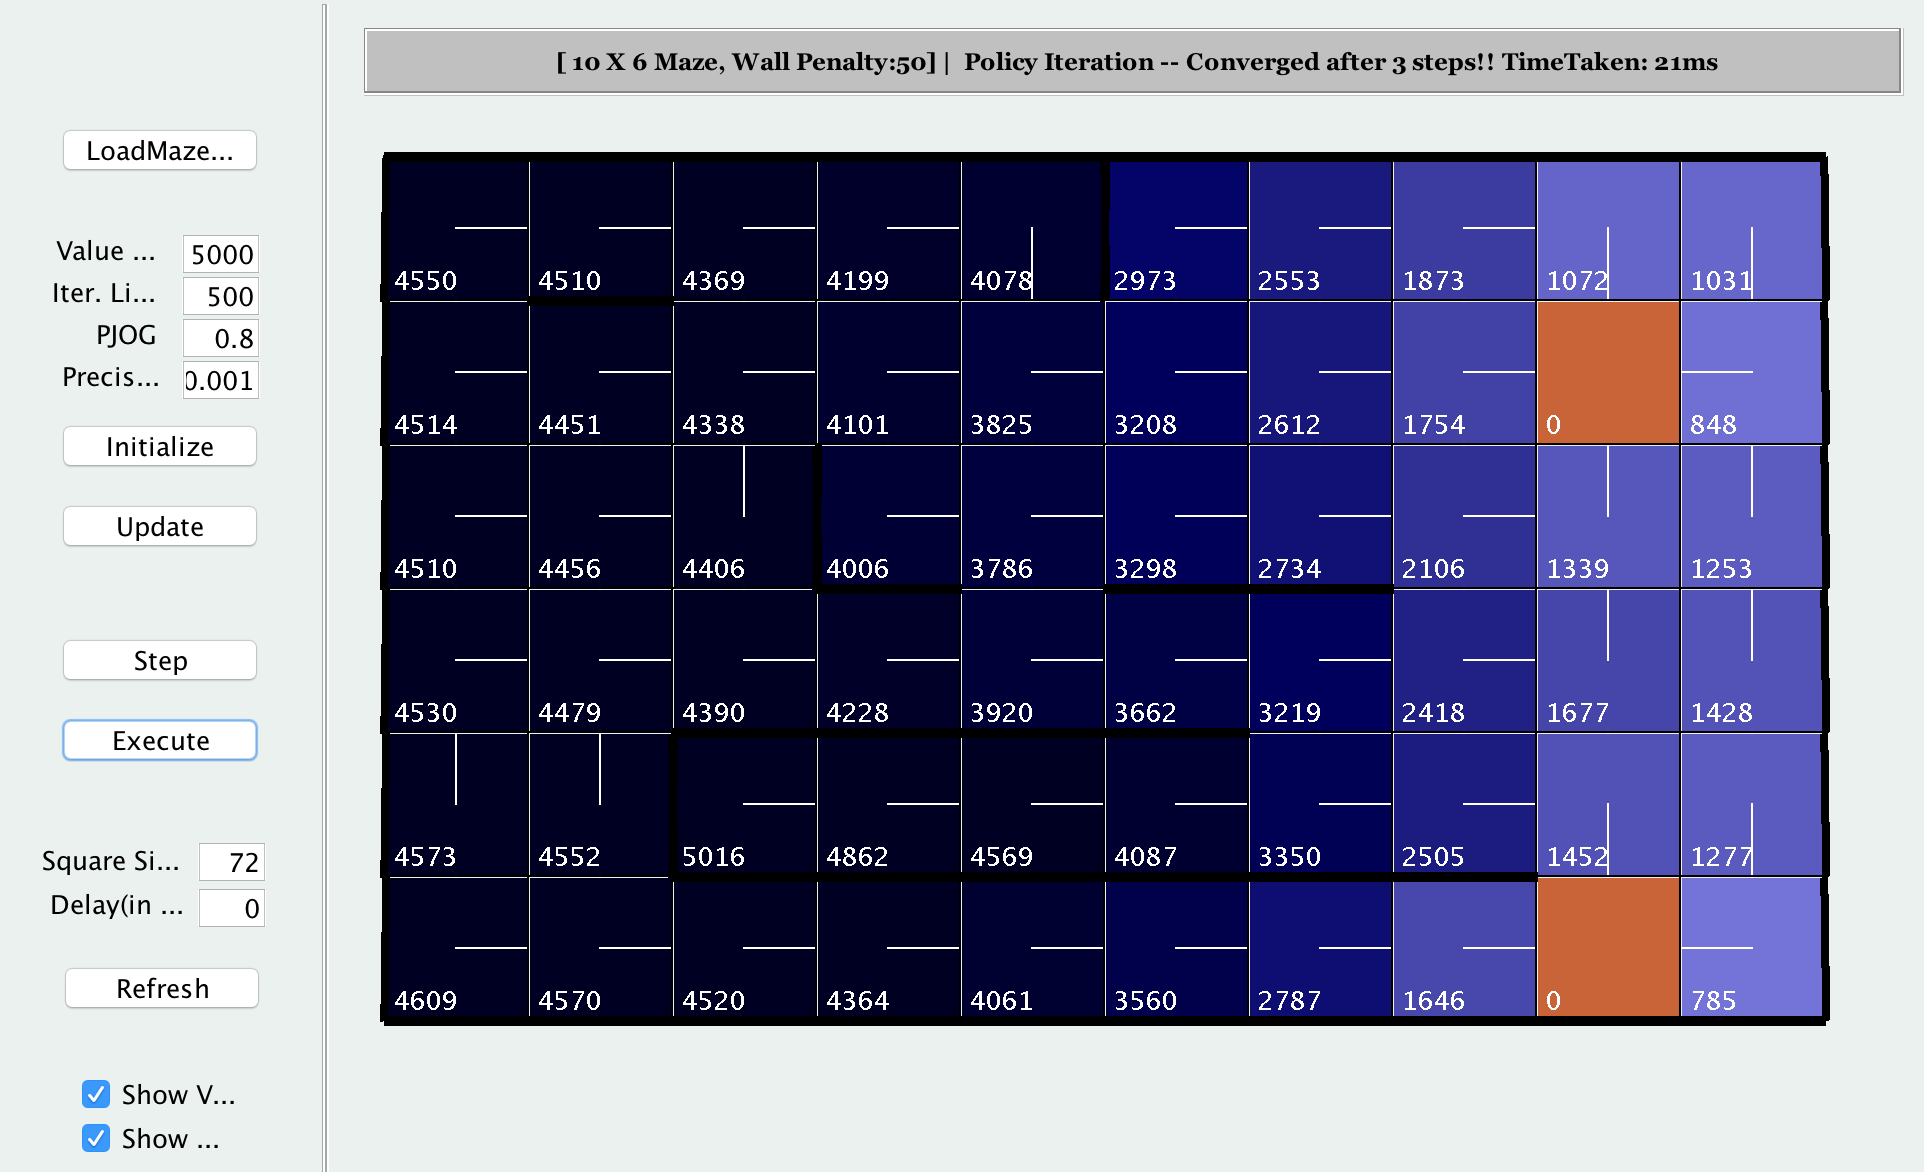 [ 10 X 6 Maze, Wall Penalty:50] | Policy Iteration -- Converged after 3 steps!! TimeTaken: 21ms
LoadMaze...
Value ... 5000
Iter. Li... 500
PJOG 0.8
Precis... 0.001
Initialize
Update
Step
Execute
Square Si... 72
Delay(in ... 0
Refresh
Show V...
Show ...
4550 4510 4369 4199 4078 2973 2553 1873 1072 1031
4514 4451 4338 4101 3825 3208 2612 1754 0 848
4510 4456 4406 4006 3786 3298 2734 2106 1339 1253
4530 4479 4390 4228 3920 3662 3219 2418 1677 1428
4573 4552 5016 4862 4569 4087 3350 2505 1452 1277
4609 4570 4520 4364 4061 3560 2787 1646 0 785